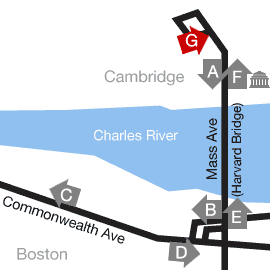 G
A
F
Cambridge
Charles River
Mass Ave
(Harvard Bridge)
C
B
E
Commonwealth Ave
D
Boston